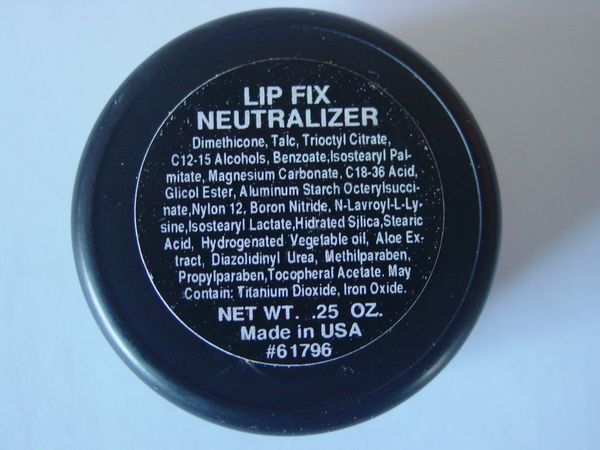 LIP FIX
NEUTRALIZER
Dimethicone, Talc, Trioctyl Citrate,
C12-15 Alcohols, Benzoate,Isostearyl Pal-
mitate, Magnesium Carbonate, C18-36 Acid,
Glicol Ester, Aluminum Starch Octerylsucci-
nate,Nylon 12, Boron Nitride, N-Lavroyl-L-Ly-
sine,Isostearyl Lactate,Hidrated Silica,Stearic
Acid, Hydrogenated Vegetable oil, Aloe Ex-
tract, Diazolidinyl Urea, Methilparaben,
Propylparaben,Tocopheral Acetate. May
Contain: Titanium Dioxide, Iron Oxide.
NET WT. .25 OZ.
Made in USA
#61796